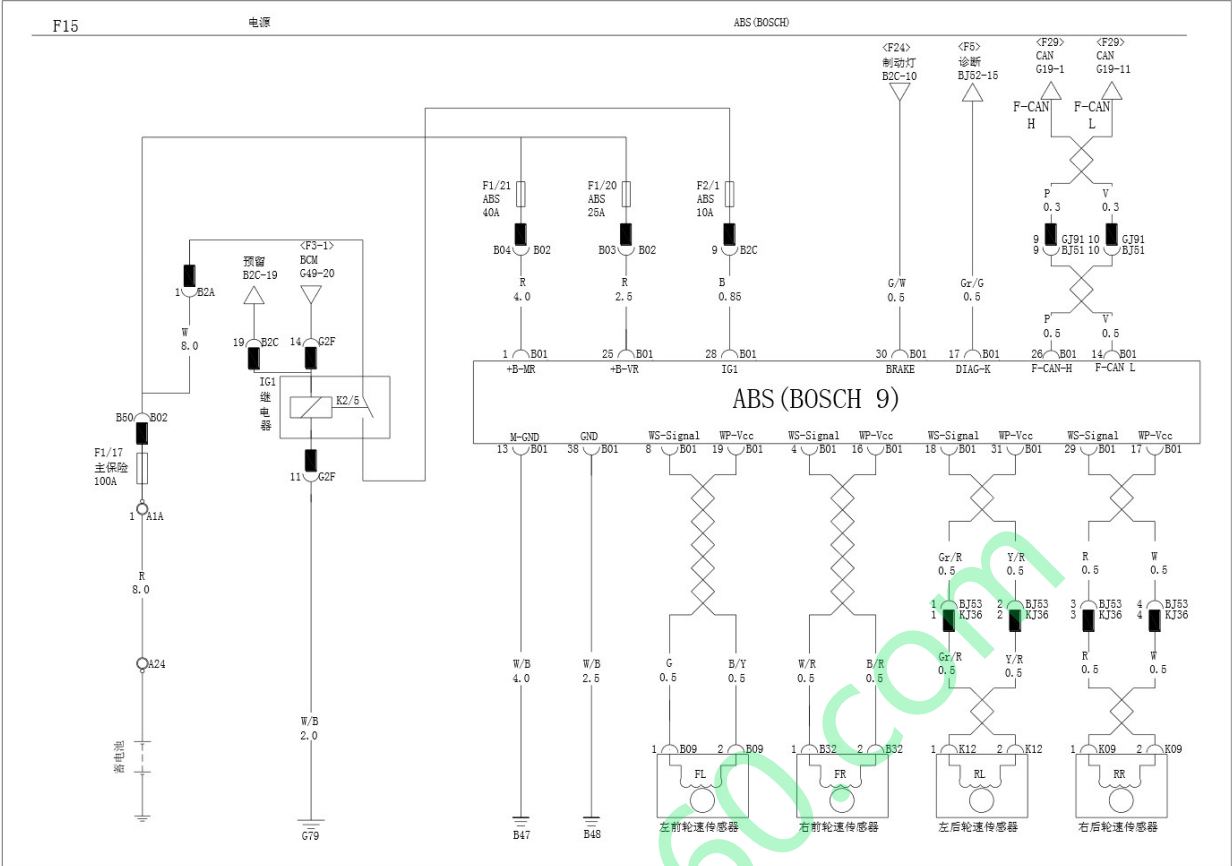 F15
电源
ABS(BOSCH)
<F24>
制动灯
B2C-10
<F5>
诊断
BJ52-15
<F29>
CAN
G19-1
<F29>
CAN
G19-11
F-CAN
H
F-CAN
L
F1/21
ABS
40A
F1/20
ABS
25A
F2/1
ABS
10A
P
0.3
V
0.3
B04 B02
B03 B02
9 B2C
9 GJ91
9 BJ51
10 GJ91
10 BJ51
<F3-1>
BCM
G49-20
预留
B2C-19
1 B2A
R
4.0
R
2.5
B
0.85
G/W
0.5
Gr/G
0.5
P
0.5
V
0.5
W
8.0
19 B2C
14 G2F
1 B01
25 B01
28 B01
30 B01
17 B01
26 B01
14 B01
+B-MR
+B-VR
IG1
BRAKE
DIAG-K
F-CAN-H
F-CAN L
IG1
继
电
器
K2/5
ABS(BOSCH 9)
B50 B02
F1/17
主保险
100A
M-GND
GND
WS-Signal
WP-Vcc
WS-Signal
WP-Vcc
WS-Signal
WP-Vcc
WS-Signal
WP-Vcc
13 B01
38 B01
8 B01
19 B01
4 B01
16 B01
18 B01
31 B01
29 B01
17 B01
11 G2F
1 A1A
R
8.0
Gr/R
0.5
Y/R
0.5
R
0.5
W
0.5
1 BJ53
1 KJ36
2 BJ53
2 KJ36
3 BJ53
3 KJ36
4 BJ53
4 KJ36
A24
W/B
4.0
W/B
2.5
G
0.5
B/Y
0.5
W/R
0.5
B/R
0.5
Gr/R
0.5
Y/R
0.5
R
0.5
W
0.5
W/B
2.0
蓄电池
1 B09
2 B09
1 B32
2 B32
1 K12
2 K12
1 K09
2 K09
FL
FR
RL
RR
G79
B47
B48
左前轮速传感器
右前轮速传感器
左后轮速传感器
右后轮速传感器
60.com